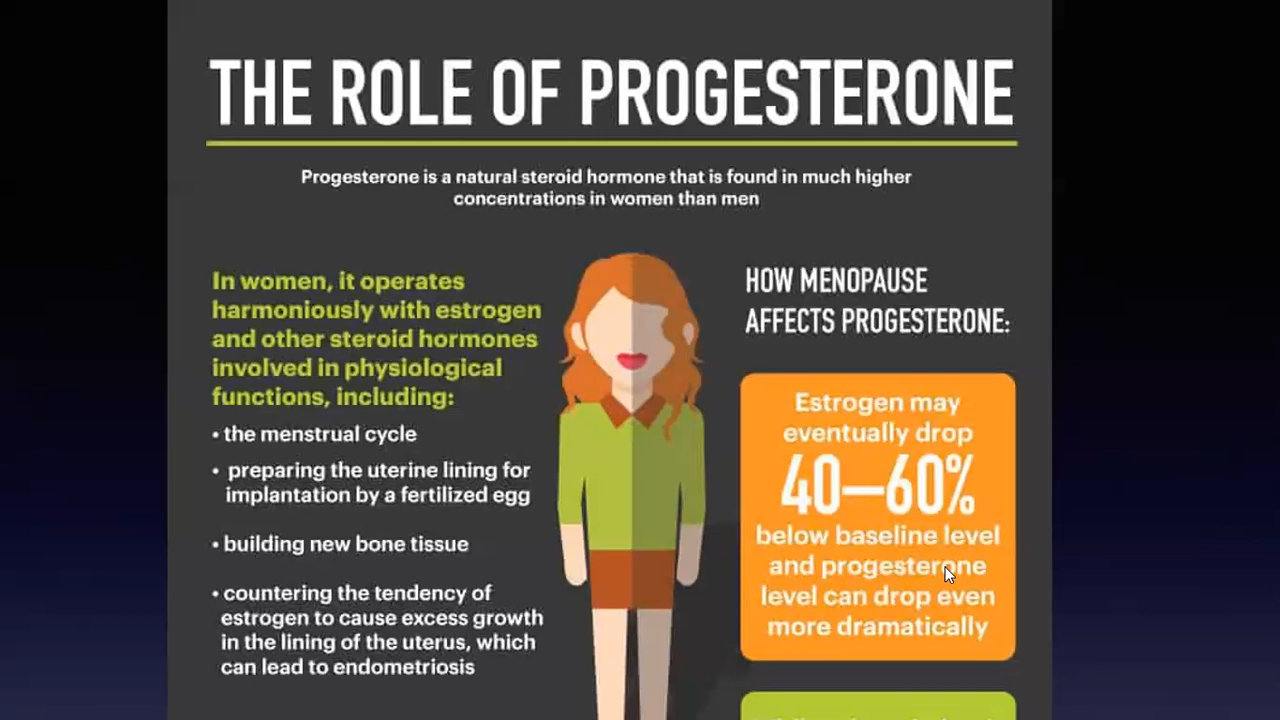 THE ROLE OF PROGESTERONE
Progesterone is a natural steroid hormone that is found in much higher
concentrations in women than men
In women, it operates
harmoniously with estrogen
and other steroid hormones
involved in physiological
functions, including:
• the menstrual cycle
• preparing the uterine lining for
implantation by a fertilized egg
• building new bone tissue
• countering the tendency of
estrogen to cause excess growth
in the lining of the uterus, which
can lead to endometriosis
HOW MENOPAUSE
AFFECTS PROGESTERONE:
Estrogen may
eventually drop
40–60%
below baseline level
and progesterone
level can drop even
more dramatically